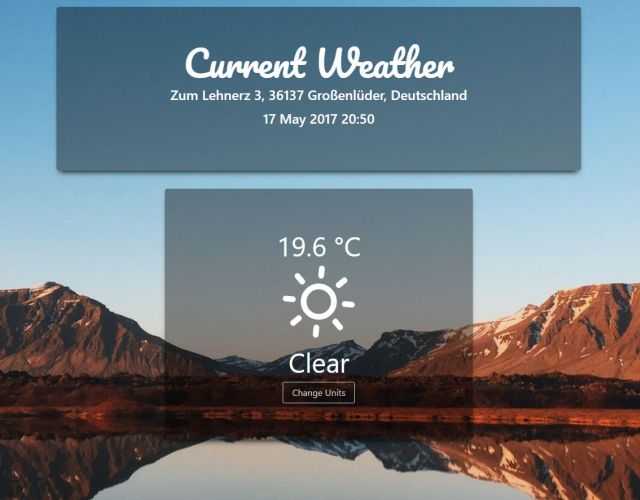 Current Weather
Zum Lehnerz 3, 36137 Großenlüder, Deutschland
17 May 2017 20:50
19.6 °C
Clear
Change Units